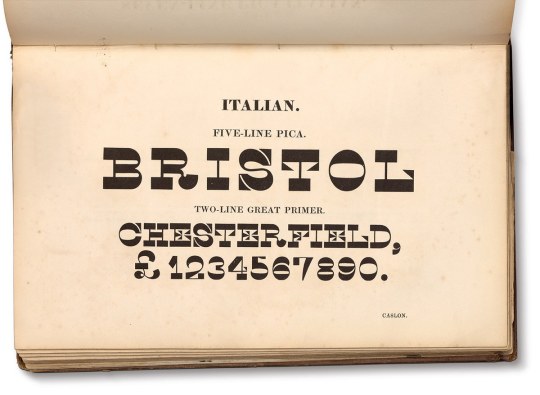 ITALIAN.
FIVE-LINE PICA.
BRISTOL
TWO-LINE GREAT PRIMER.
CHESTERFIELD,
£ 1234567890.
CASLON.